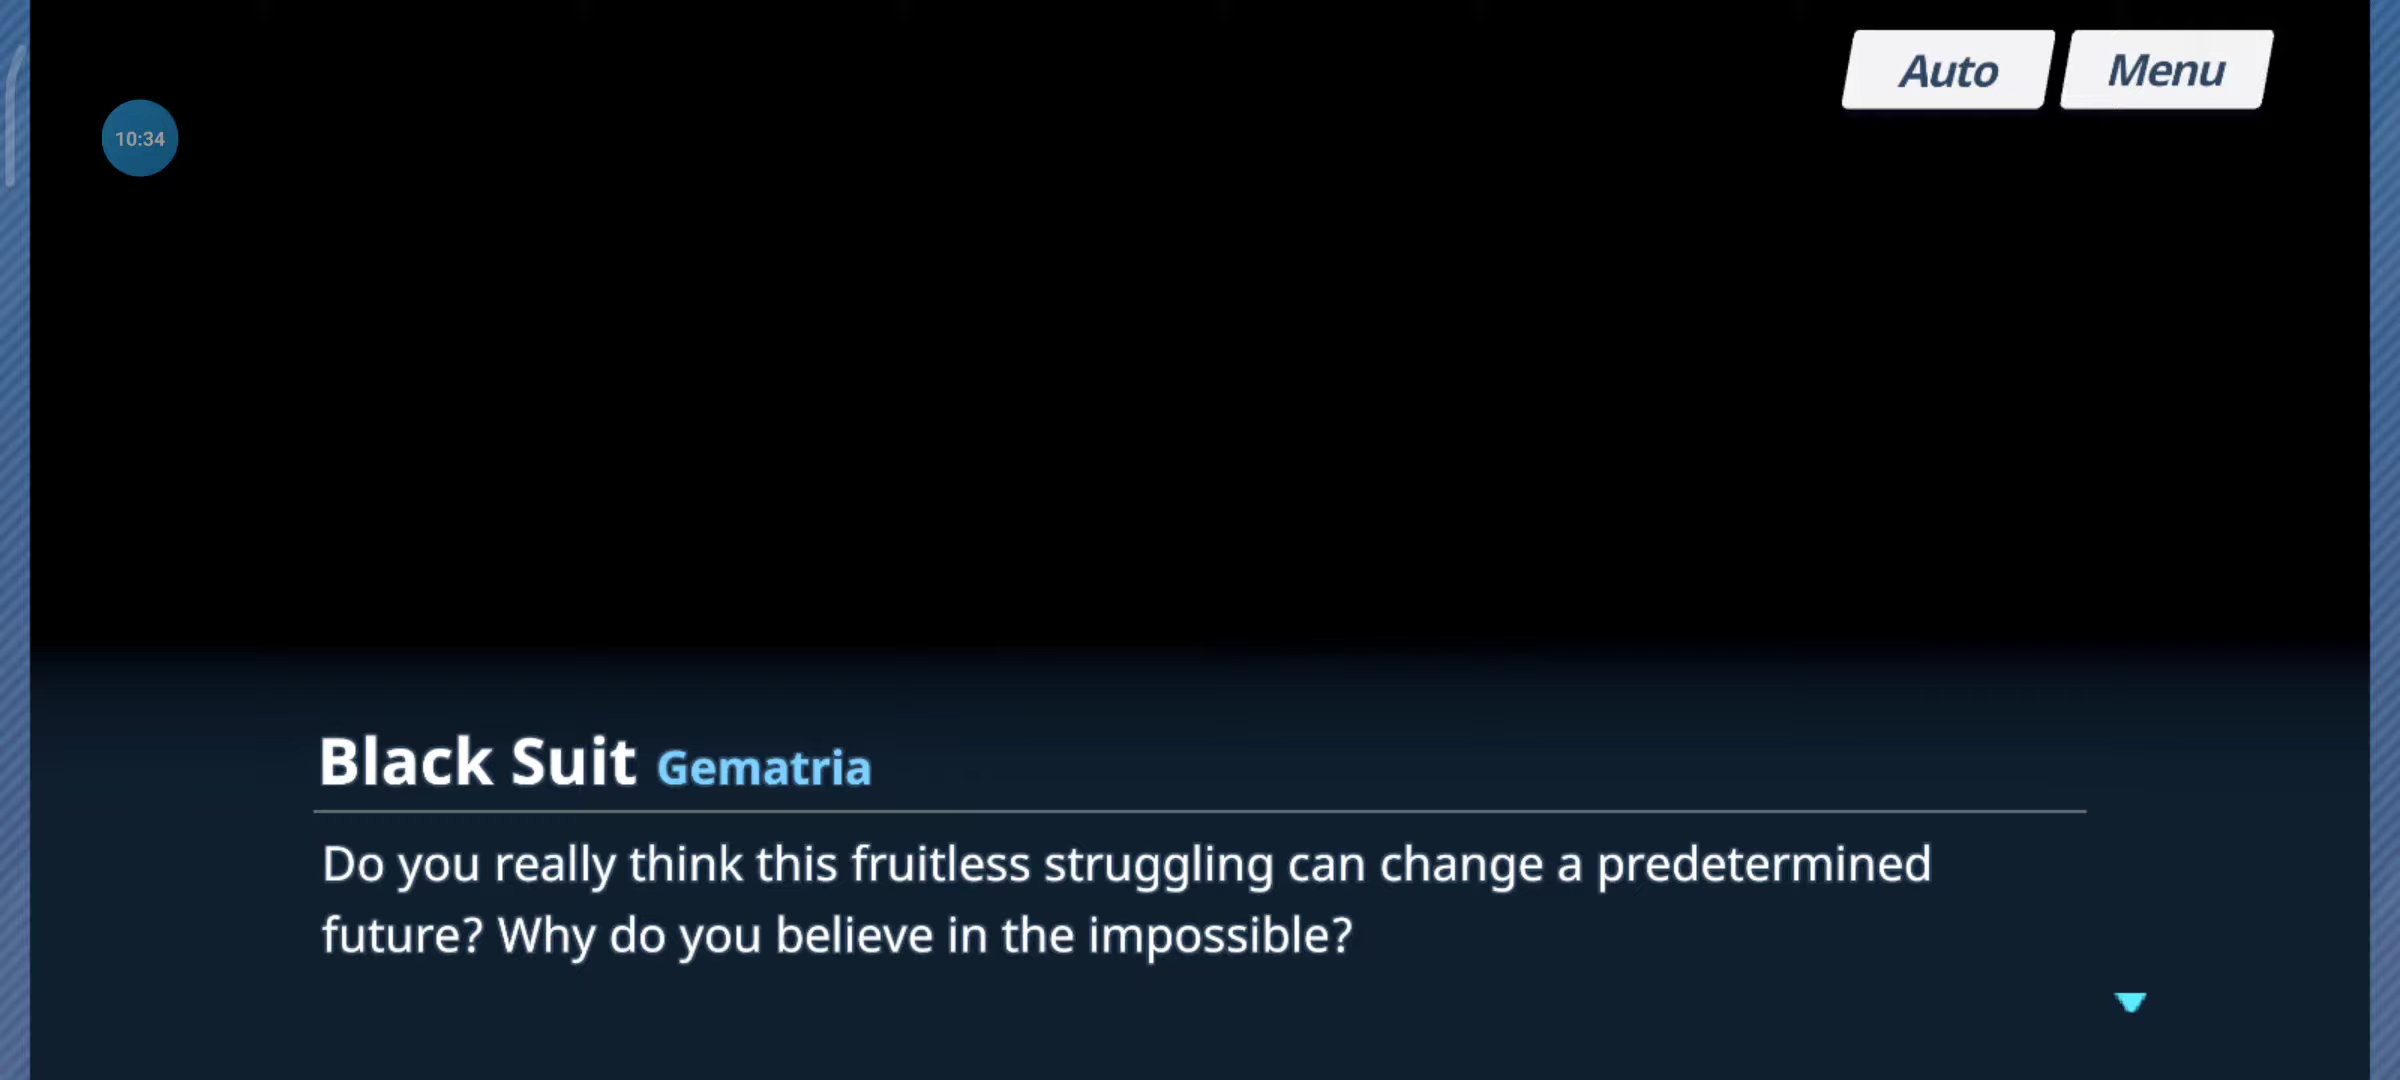 Auto Menu
10:34
Black Suit Gematria
Do you really think this fruitless struggling can change a predetermined
future? Why do you believe in the impossible?